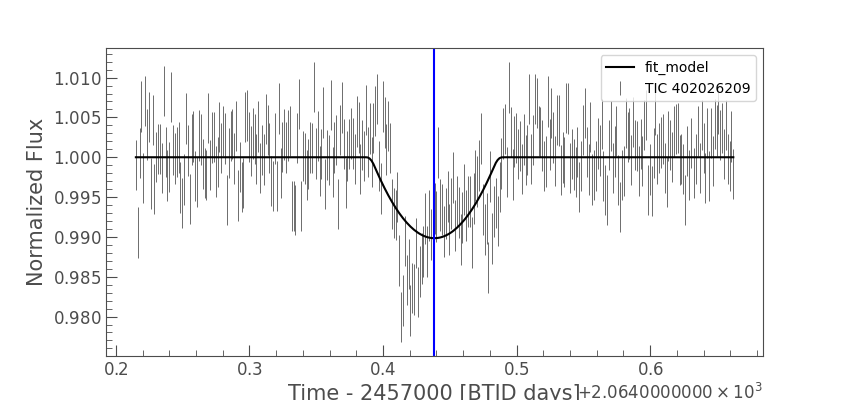 fit_model
TIC 402026209
1.010
1.005
1.000
0.995
0.990
0.985
0.980
Normalized Flux
0.2 0.3 0.4 0.5 0.6
Time - 2457000 [BTJD days]
+2.0640000000 × 10³